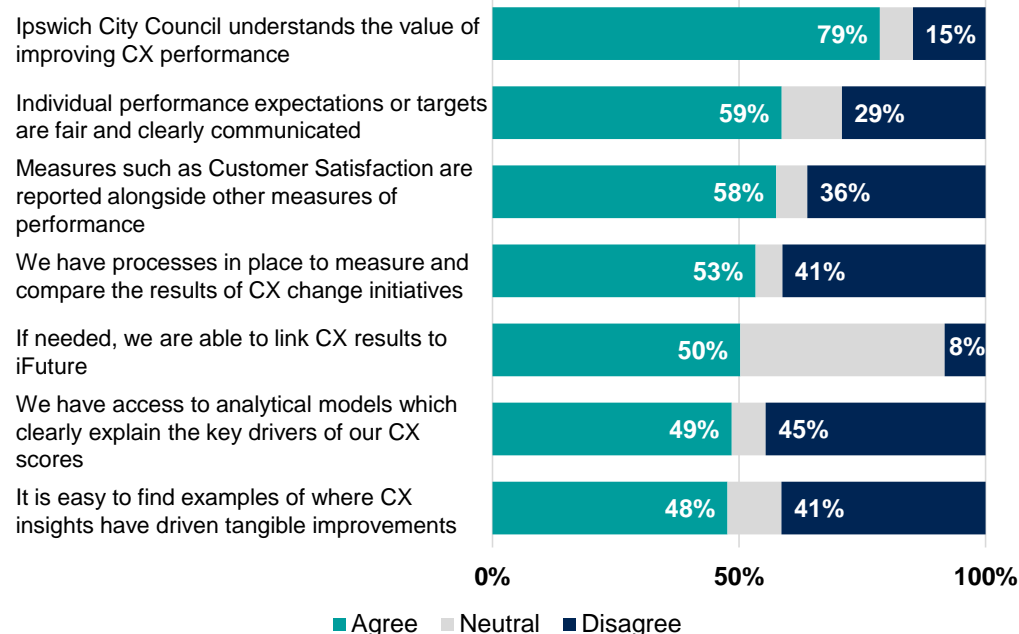 Ipswich City Council understands the value of
improving CX performance
79%
15%
Individual performance expectations or targets
are fair and clearly communicated
59%
29%
Measures such as Customer Satisfaction are
reported alongside other measures of
performance
58%
36%
We have processes in place to measure and
compare the results of CX change initiatives
53%
41%
If needed, we are able to link CX results to
iFuture
50%
8%
We have access to analytical models which
clearly explain the key drivers of our CX
scores
49%
45%
It is easy to find examples of where CX
insights have driven tangible improvements
48%
41%
0%
50%
100%
Agree
Neutral
Disagree